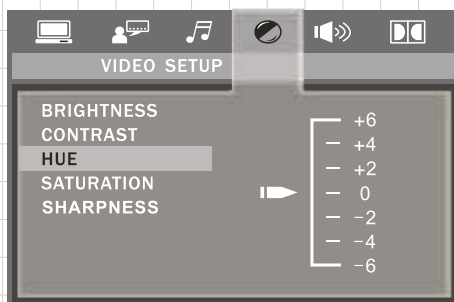 VIDEO SETUP
BRIGHTNESS
CONTRAST
HUE
SATURATION
SHARPNESS
+6
+4
+2
0
-2
-4
-6